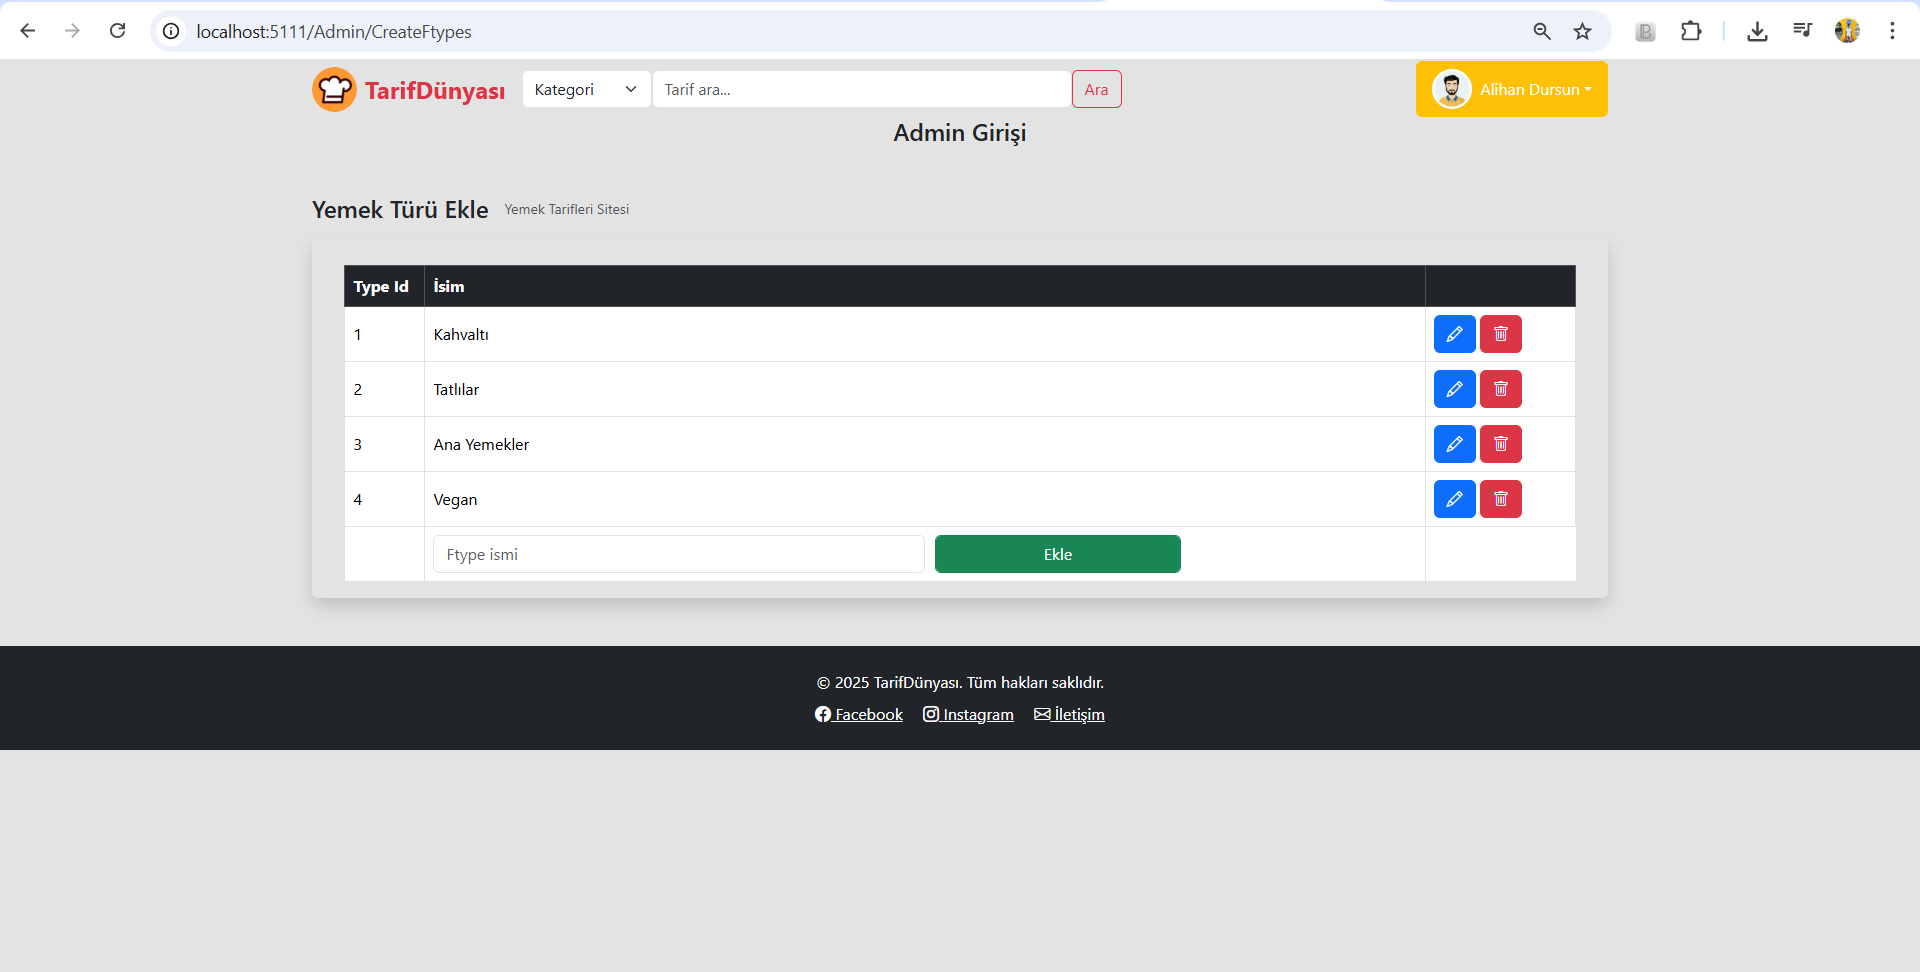 localhost:5111/Admin/CreateFtypes
TarifDünyası Kategori Tarif ara... Ara Alihan Dursun
Admin Girişi
Yemek Türü Ekle Yemek Tarifleri Sitesi
Type Id İsim
1 Kahvaltı
2 Tatlılar
3 Ana Yemekler
4 Vegan
Ftype ismi Ekle
© 2025 TarifDünyası. Tüm hakları saklıdır.
Facebook Instagram İletişim